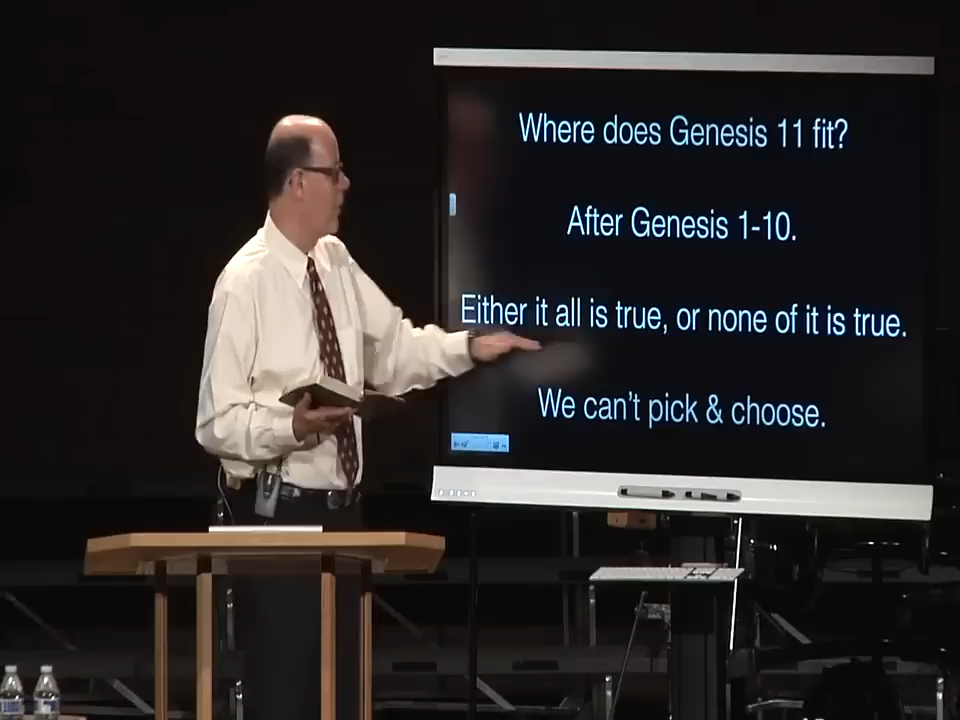 Where does Genesis 11 fit?
After Genesis 1-10.
Either it all is true, or none of it is true.
We can't pick & choose.